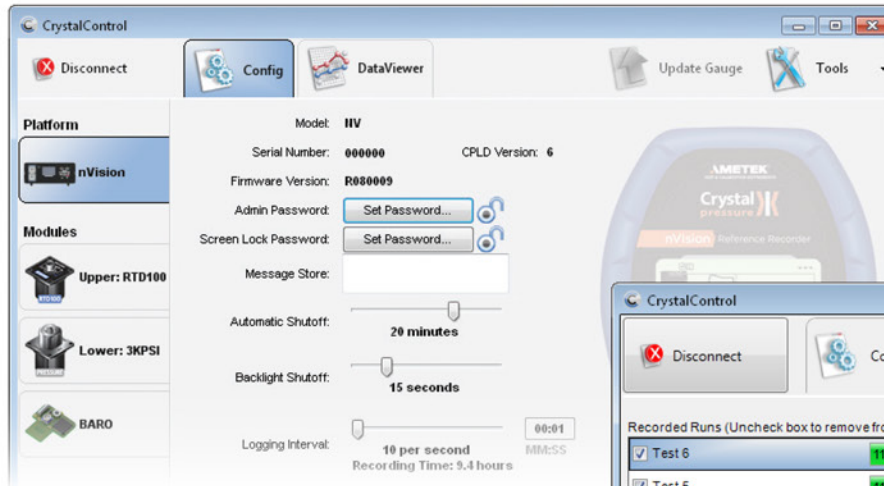 CrystalControl
Disconnect
Config
DataViewer
Update Gauge
Tools
Platform
nVision
Modules
Upper: RTD100
Lower: 3KPSI
BARO
Model: NV
Serial Number: 000000 CPLD Version: 6
Firmware Version: R080009
Admin Password: Set Password...
Screen Lock Password: Set Password...
Message Store:
Automatic Shutoff:
20 minutes
Backlight Shutoff:
15 seconds
Logging Interval:
00:01
MM:SS
10 per second
Recording Time: 9.4 hours
AMETEK
Crystal
pressure
nVision Reference Recorder
CrystalControl
Disconnect
Co
Recorded Runs (Uncheck box to remove fro
Test 6
Test 5